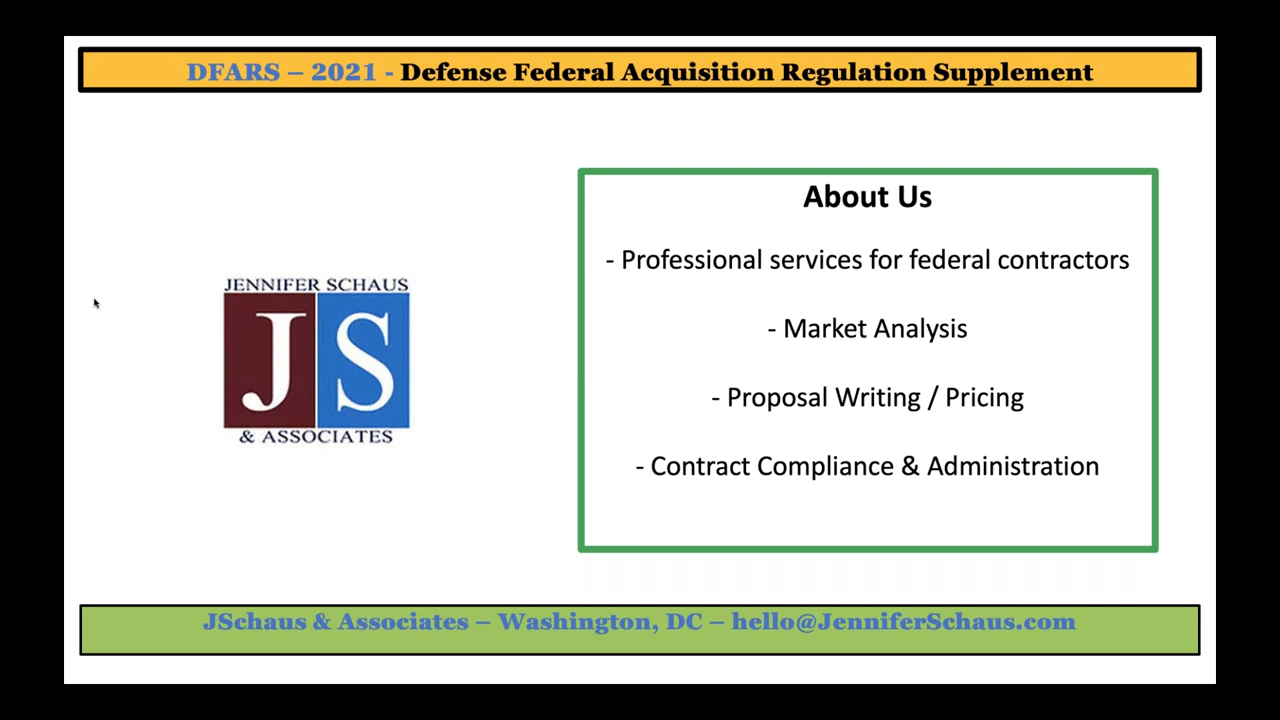 DFARS – 2021 - Defense Federal Acquisition Regulation Supplement
JENNIFER SCHAUS
JS
& ASSOCIATES
About Us
- Professional services for federal contractors
- Market Analysis
- Proposal Writing / Pricing
- Contract Compliance & Administration
JSchaus & Associates – Washington, DC – hello@JenniferSchaus.com